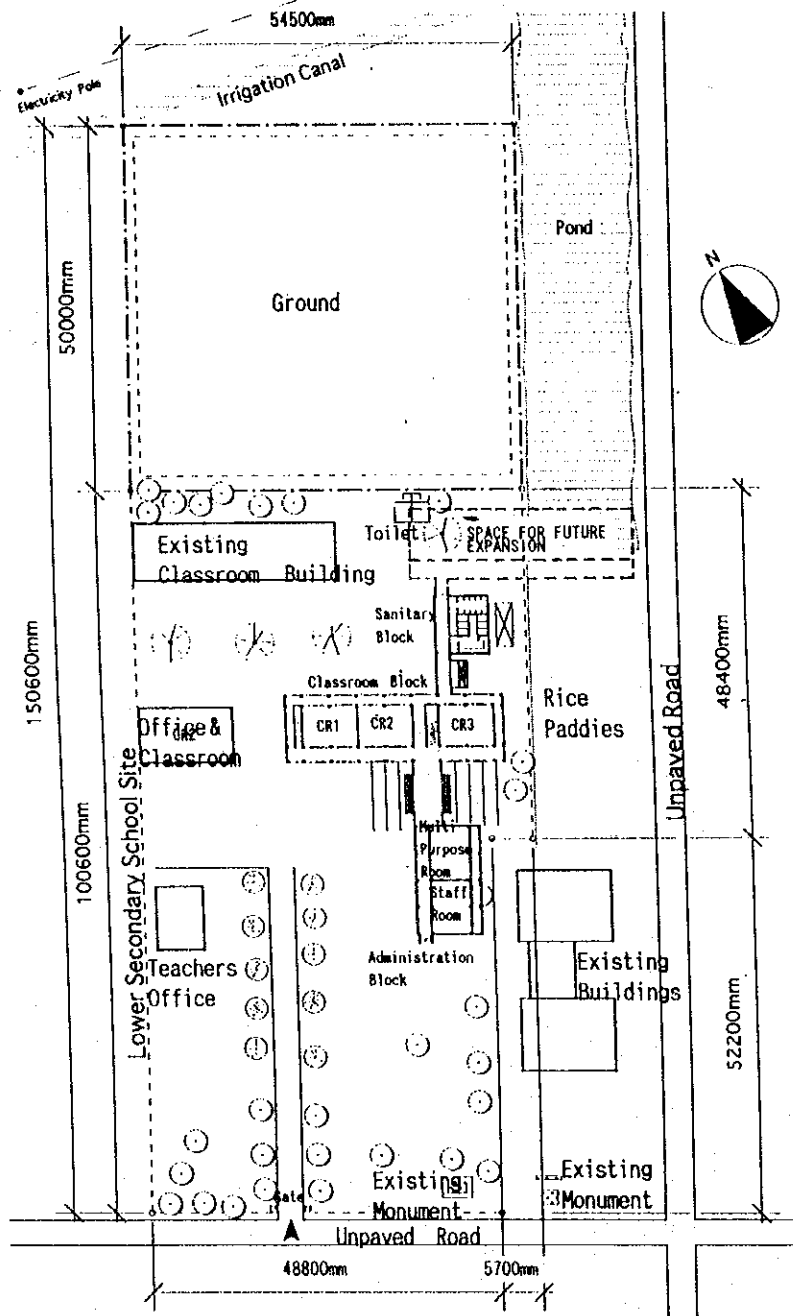 54500mm
Electricity Pole
Irrigation Canal
Pond
N
50000mm
Ground
Toilet
SPACE FOR FUTURE
EXPANSION
Existing
Classroom Building
Sanitary
Block
150600mm
48400mm
Classroom Block
Rice
Paddies
Unpaved Road
CR1
CR2
CR3
Office &
Classroom
Lower Secondary School Site
100600mm
Multi
Purpose
Room
Staff
Room
Teachers
Office
Administration
Block
Existing
Buildings
52200mm
Existing
Monument
Existing
Monument
Gate
Unpaved Road
48800mm
5700mm